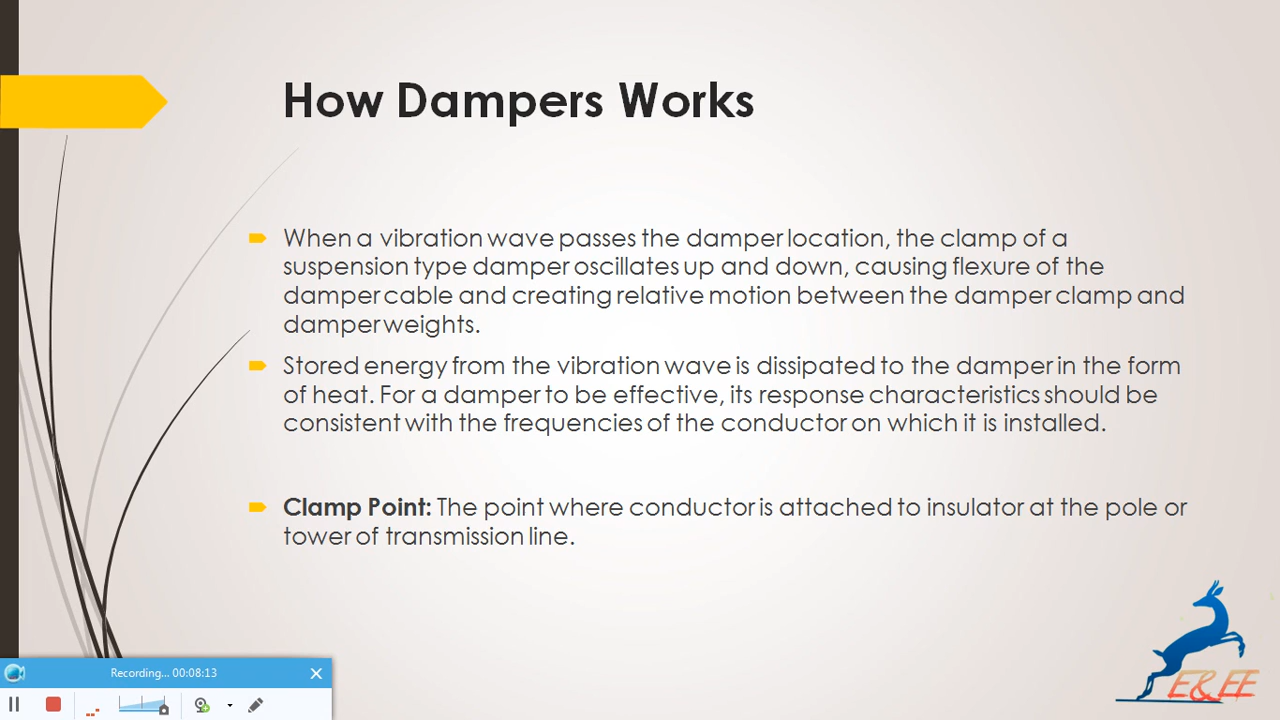 How Dampers Works
When a vibration wave passes the damper location, the clamp of a
suspension type damper oscillates up and down, causing flexure of the
damper cable and creating relative motion between the damper clamp and
damper weights.
Stored energy from the vibration wave is dissipated to the damper in the form
of heat. For a damper to be effective, its response characteristics should be
consistent with the frequencies of the conductor on which it is installed.
Clamp Point: The point where conductor is attached to insulator at the pole or
tower of transmission line.
E&EE
Recording... 00:08:13